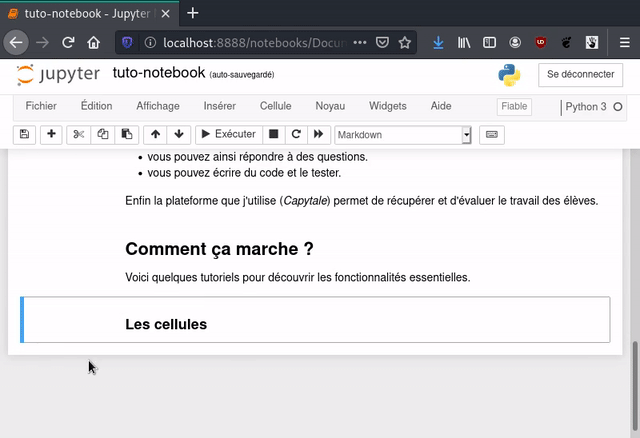 tuto-notebook - Jupyter
localhost:8888/notebooks/Docur
jupyter tuto-notebook (auto-sauvegardé) Se déconnecter
Fichier Édition Affichage Insérer Cellule Noyau Widgets Aide Fiable Python 3
Exécuter Markdown
• vous pouvez ainsi répondre à des questions.
• vous pouvez écrire du code et le tester.
Enfin la plateforme que j'utilise (Capytale) permet de récupérer et d'évaluer le travail des élèves.
Comment ça marche ?
Voici quelques tutoriels pour découvrir les fonctionnalités essentielles.
Les cellules